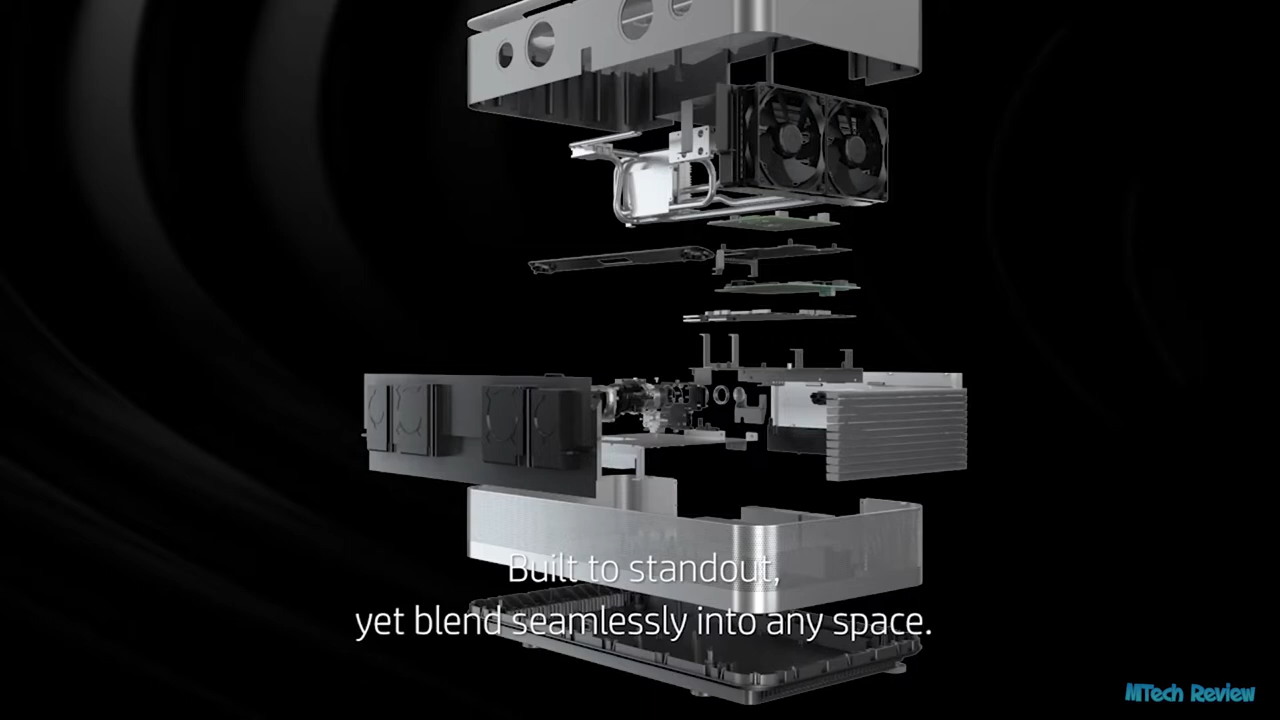 Built to standout,
yet blend seamlessly into any space.
MTech Review